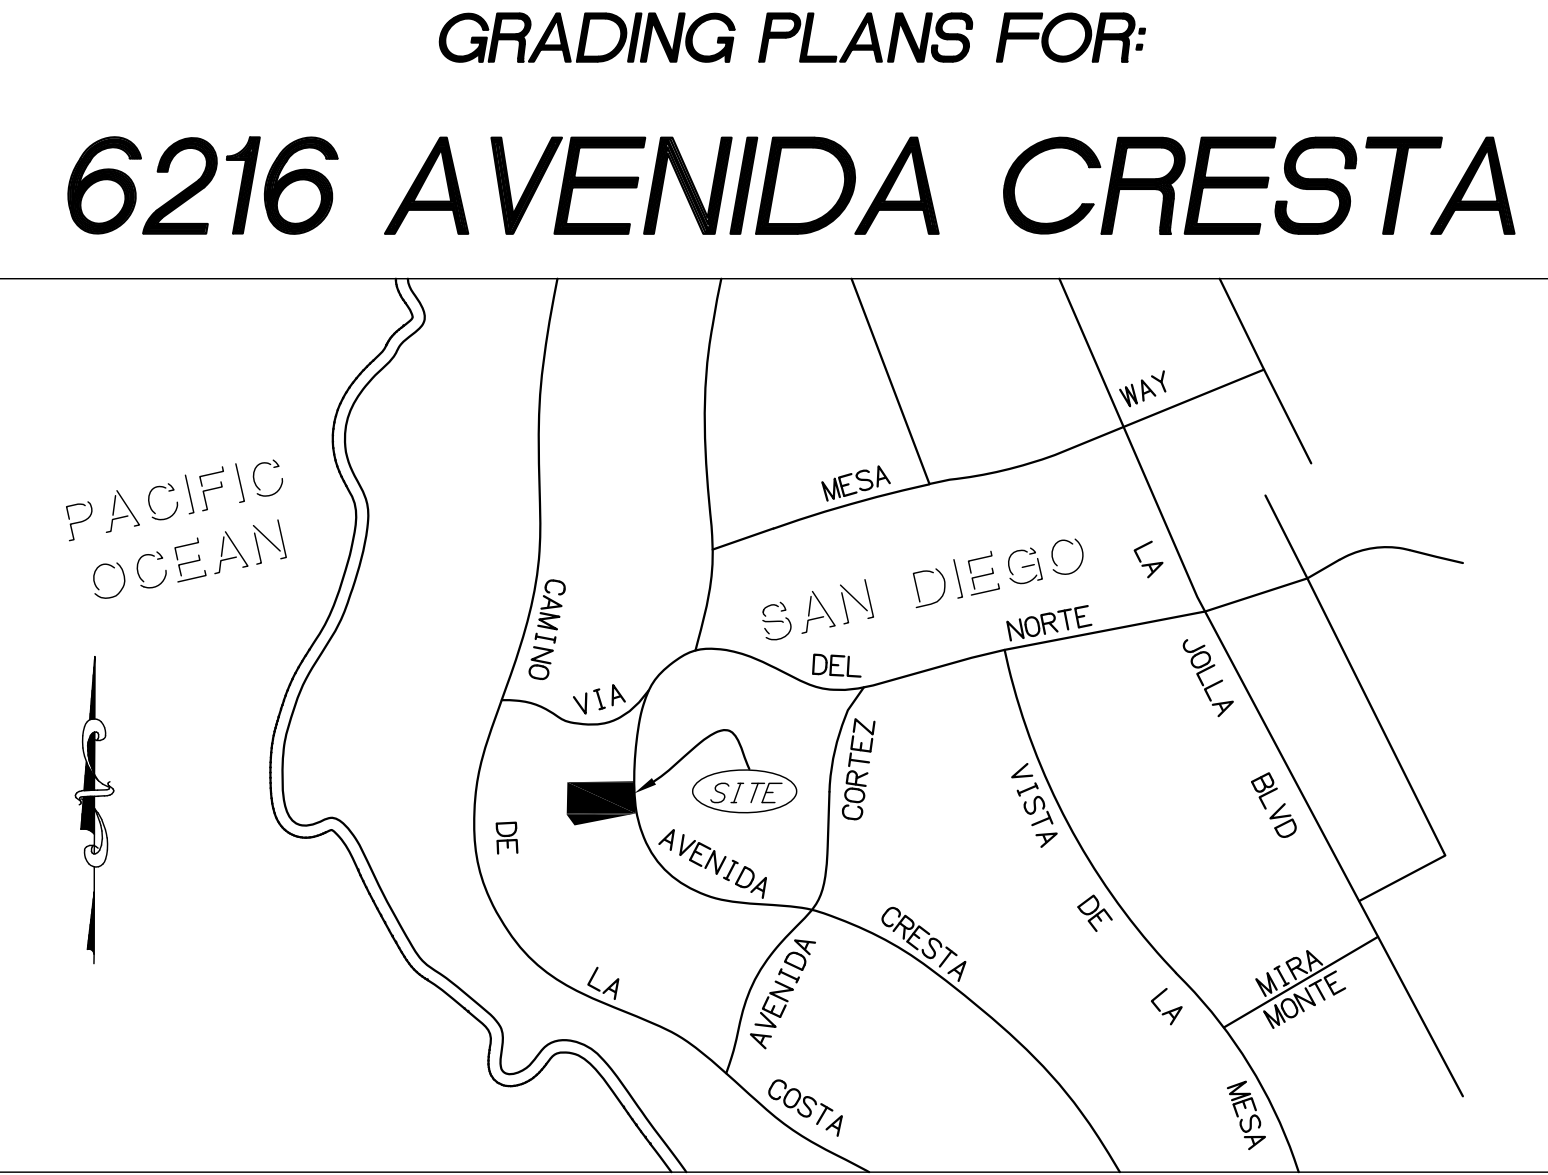 GRADING PLANS FOR:
6216 AVENIDA CRESTA
WAY
MESA
PACIFIC
OCEAN
SAN DIEGO
LA
CAMINO
NORTE
DEL
VIA
JOLLA
CORTEZ
SITE
VISTA
BLVD
DE
AVENIDA
DE
CRESTA
AVENIDA
LA
MIRA
MONTE
LA
COSTA
MESA